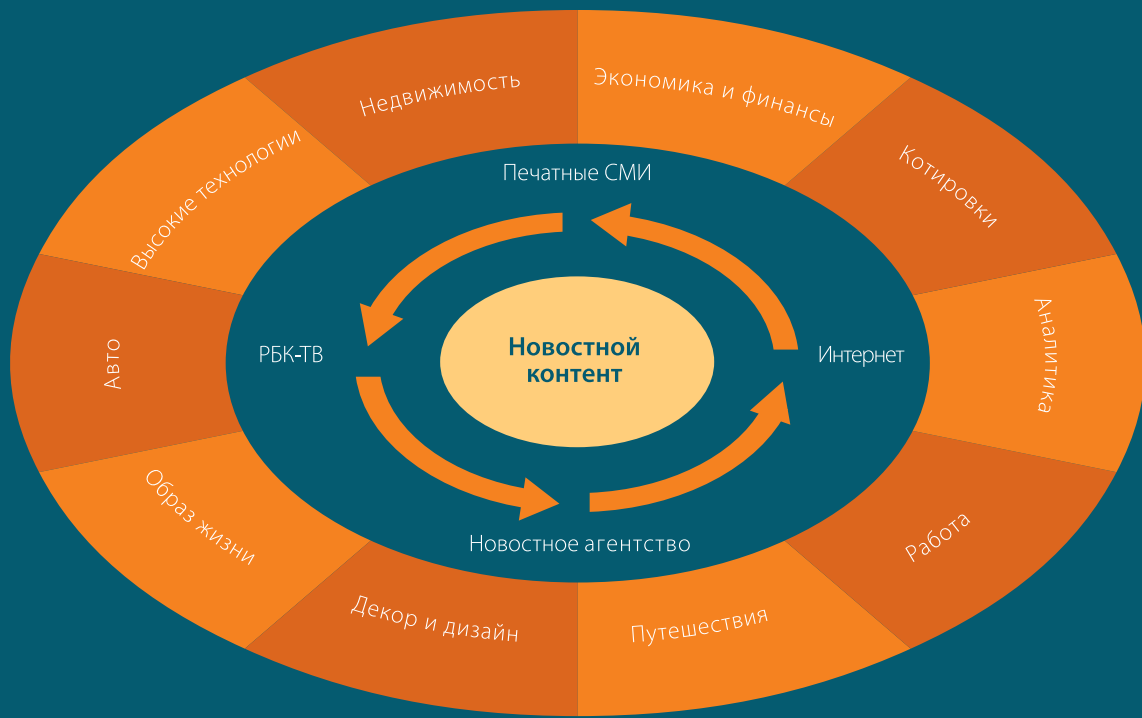 Недвижимость
Экономика и финансы
Высокие технологии
Котировки
Печатные СМИ
Авто
РБК-ТВ
Новостной
контент
Интернет
Аналитика
Образ жизни
Новостное агентство
Работа
Декор и дизайн
Путешествия